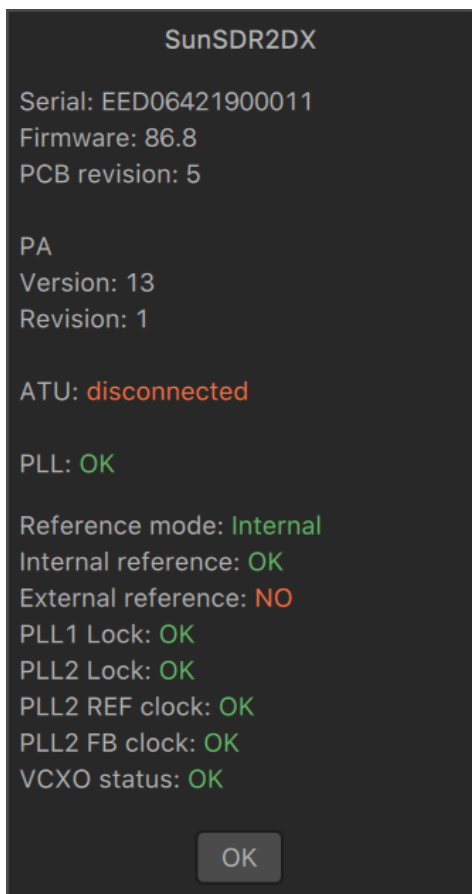 SunSDR2DX
Serial: EED06421900011
Firmware: 86.8
PCB revision: 5
PA
Version: 13
Revision: 1
ATU: disconnected
PLL: OK
Reference mode: Internal
Internal reference: OK
External reference: NO
PLL1 Lock: OK
PLL2 Lock: OK
PLL2 REF clock: OK
PLL2 FB clock: OK
VCXO status: OK
OK